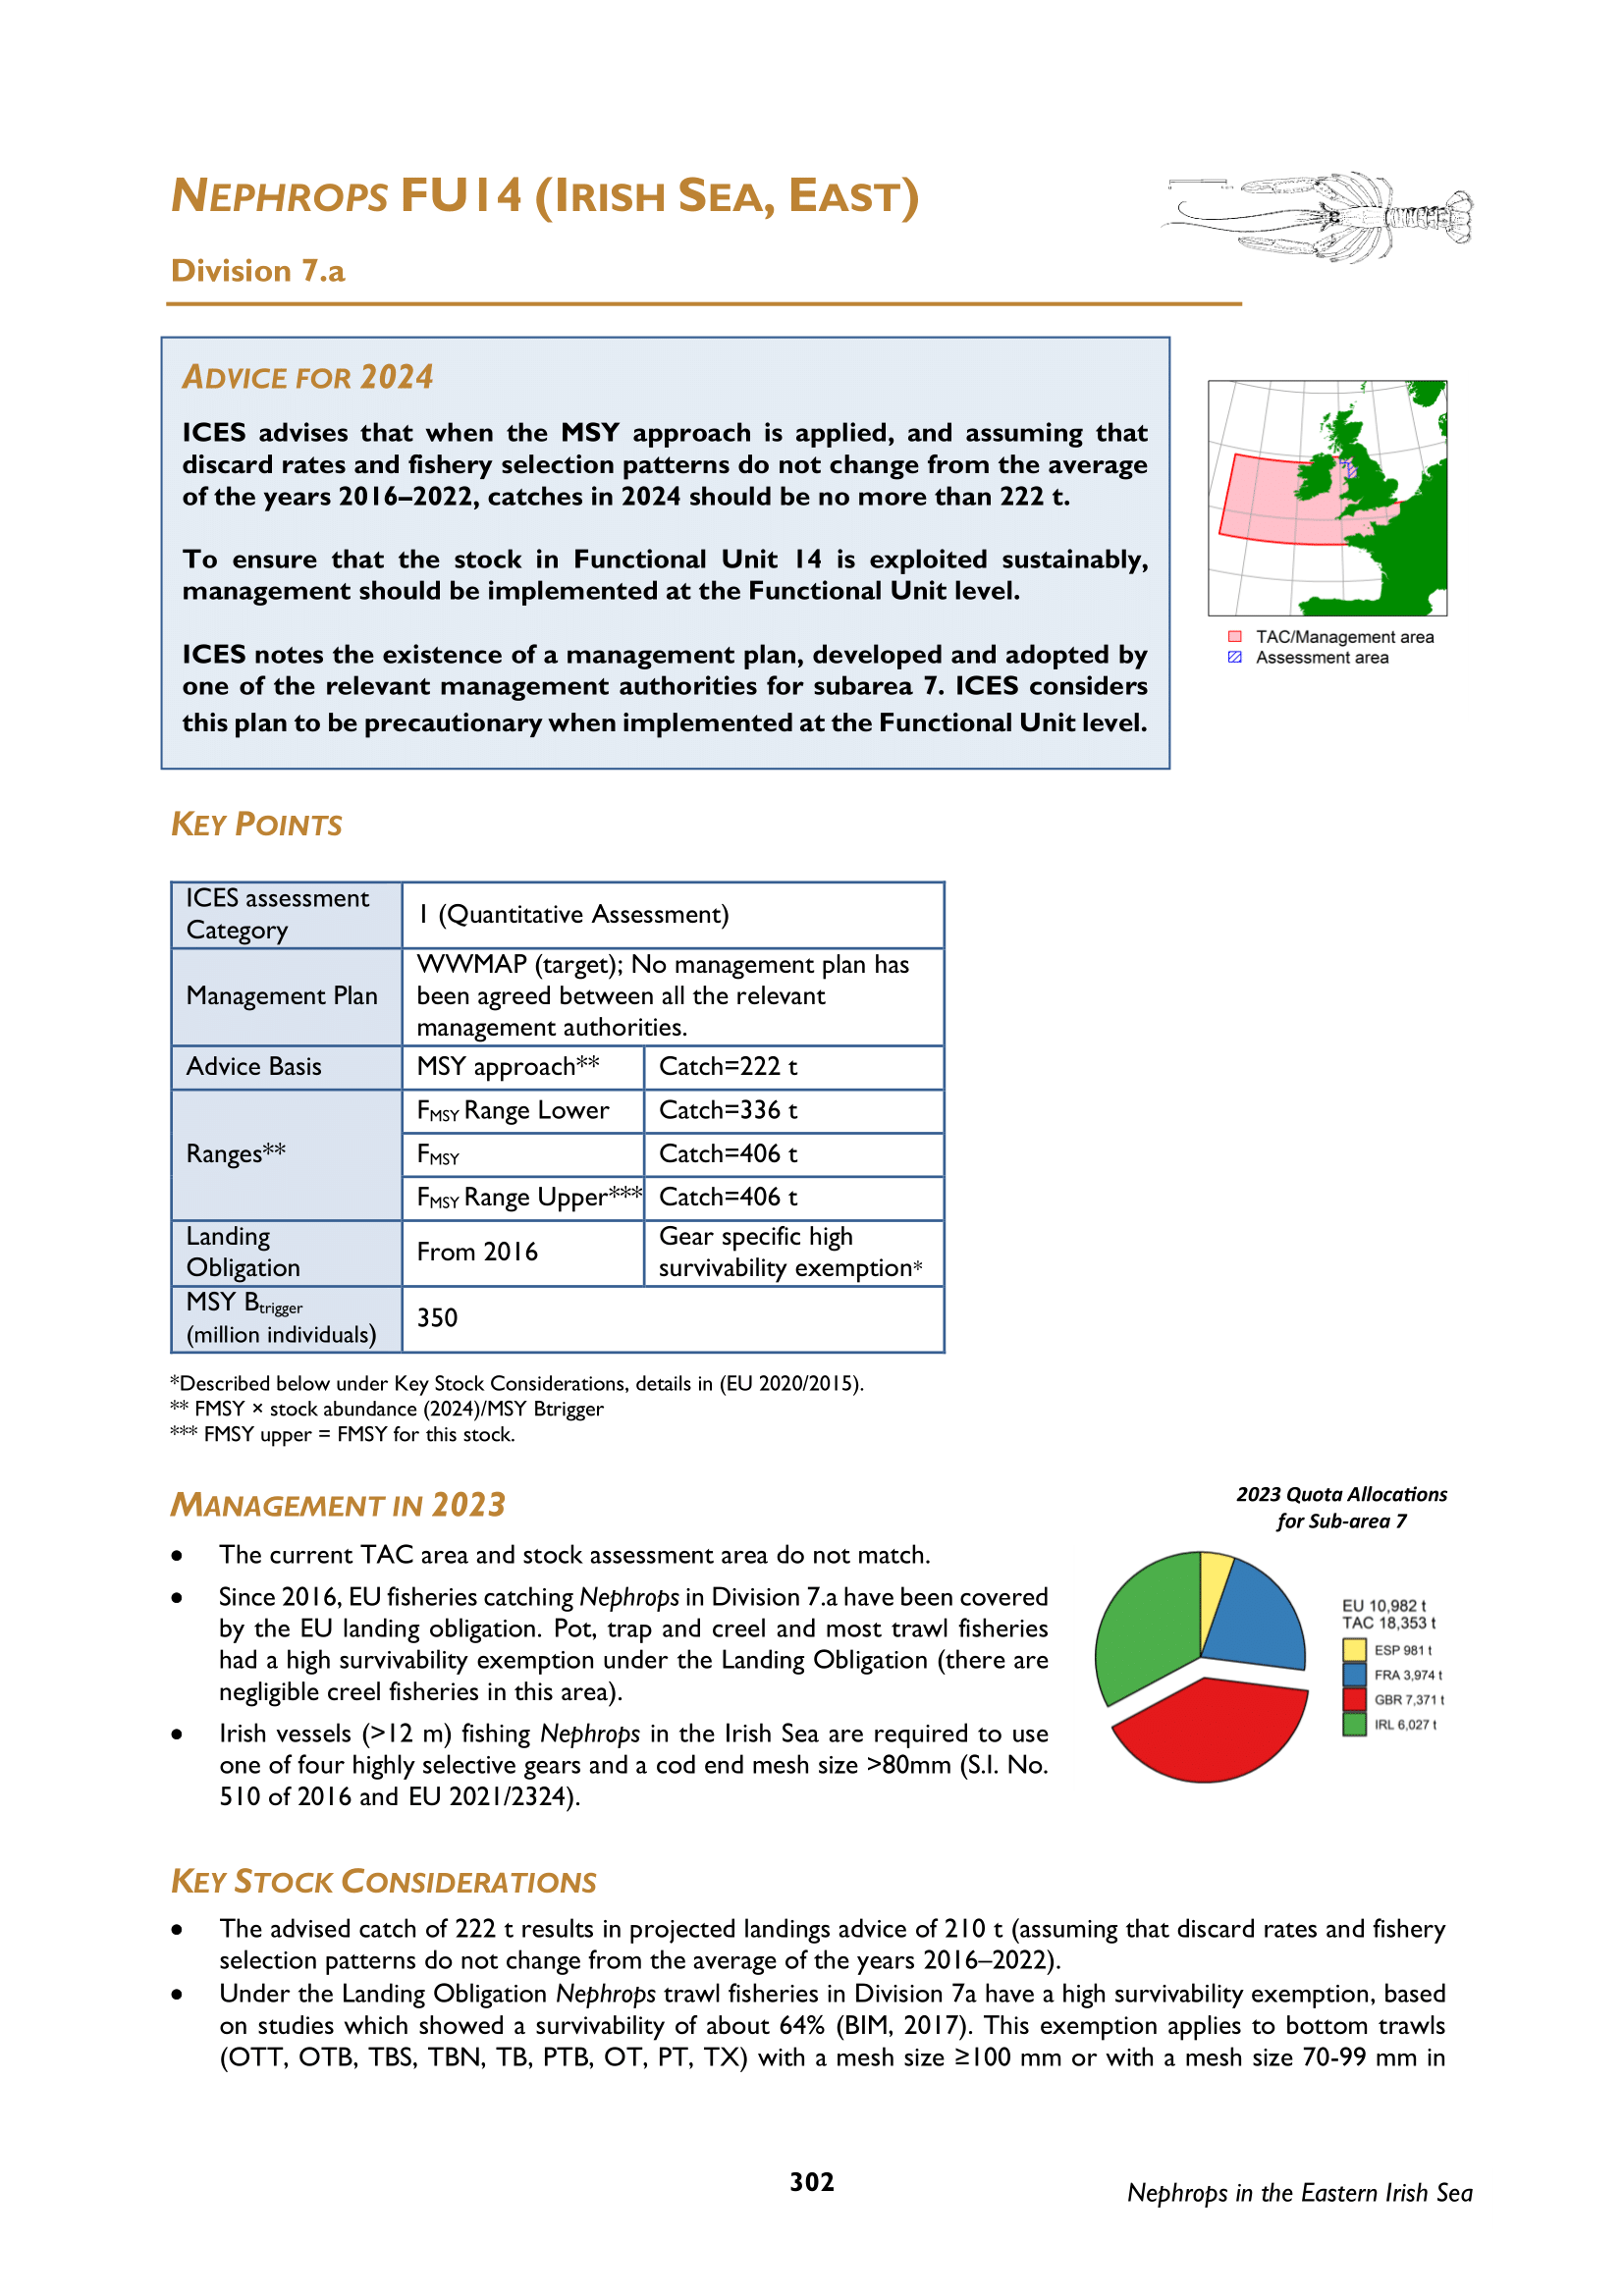 NEPHROPS FU14 (IRISH SEA, EAST)
Division 7.a
ADVICE FOR 2024
ICES advises that when the MSY approach is applied, and assuming that
discard rates and fishery selection patterns do not change from the average
of the years 2016–2022, catches in 2024 should be no more than 222 t.
To ensure that the stock in Functional Unit 14 is exploited sustainably,
management should be implemented at the Functional Unit level.
ICES notes the existence of a management plan, developed and adopted by
one of the relevant management authorities for subarea 7. ICES considers
this plan to be precautionary when implemented at the Functional Unit level.
TAC/Management area
Assessment area
KEY POINTS
ICES assessment
Category
1 (Quantitative Assessment)
Management Plan
WWMAP (target); No management plan has
been agreed between all the relevant
management authorities.
Advice Basis
MSY approach**
Catch=222 t
Ranges**
FMSY Range Lower
Catch=336 t
FMSY
Catch=406 t
FMSY Range Upper***
Catch=406 t
Landing
Obligation
From 2016
Gear specific high
survivability exemption*
MSY Btrigger
(million individuals)
350
*Described below under Key Stock Considerations, details in (EU 2020/2015).
** FMSY × stock abundance (2024)/MSY Btrigger
*** FMSY upper = FMSY for this stock.
MANAGEMENT IN 2023
• The current TAC area and stock assessment area do not match.
• Since 2016, EU fisheries catching Nephrops in Division 7.a have been covered
by the EU landing obligation. Pot, trap and creel and most trawl fisheries
had a high survivability exemption under the Landing Obligation (there are
negligible creel fisheries in this area).
• Irish vessels (>12 m) fishing Nephrops in the Irish Sea are required to use
one of four highly selective gears and a cod end mesh size >80mm (S.I. No.
510 of 2016 and EU 2021/2324).
2023 Quota Allocations
for Sub-area 7
EU 10,982 t
TAC 18,353 t
ESP 981 t
FRA 3,974 t
GBR 7,371 t
IRL 6,027 t
KEY STOCK CONSIDERATIONS
• The advised catch of 222 t results in projected landings advice of 210 t (assuming that discard rates and fishery
selection patterns do not change from the average of the years 2016–2022).
• Under the Landing Obligation Nephrops trawl fisheries in Division 7a have a high survivability exemption, based
on studies which showed a survivability of about 64% (BIM, 2017). This exemption applies to bottom trawls
(OTT, OTB, TBS, TBN, TB, PTB, OT, PT, TX) with a mesh size ≥100 mm or with a mesh size 70-99 mm in
302
Nephrops in the Eastern Irish Sea